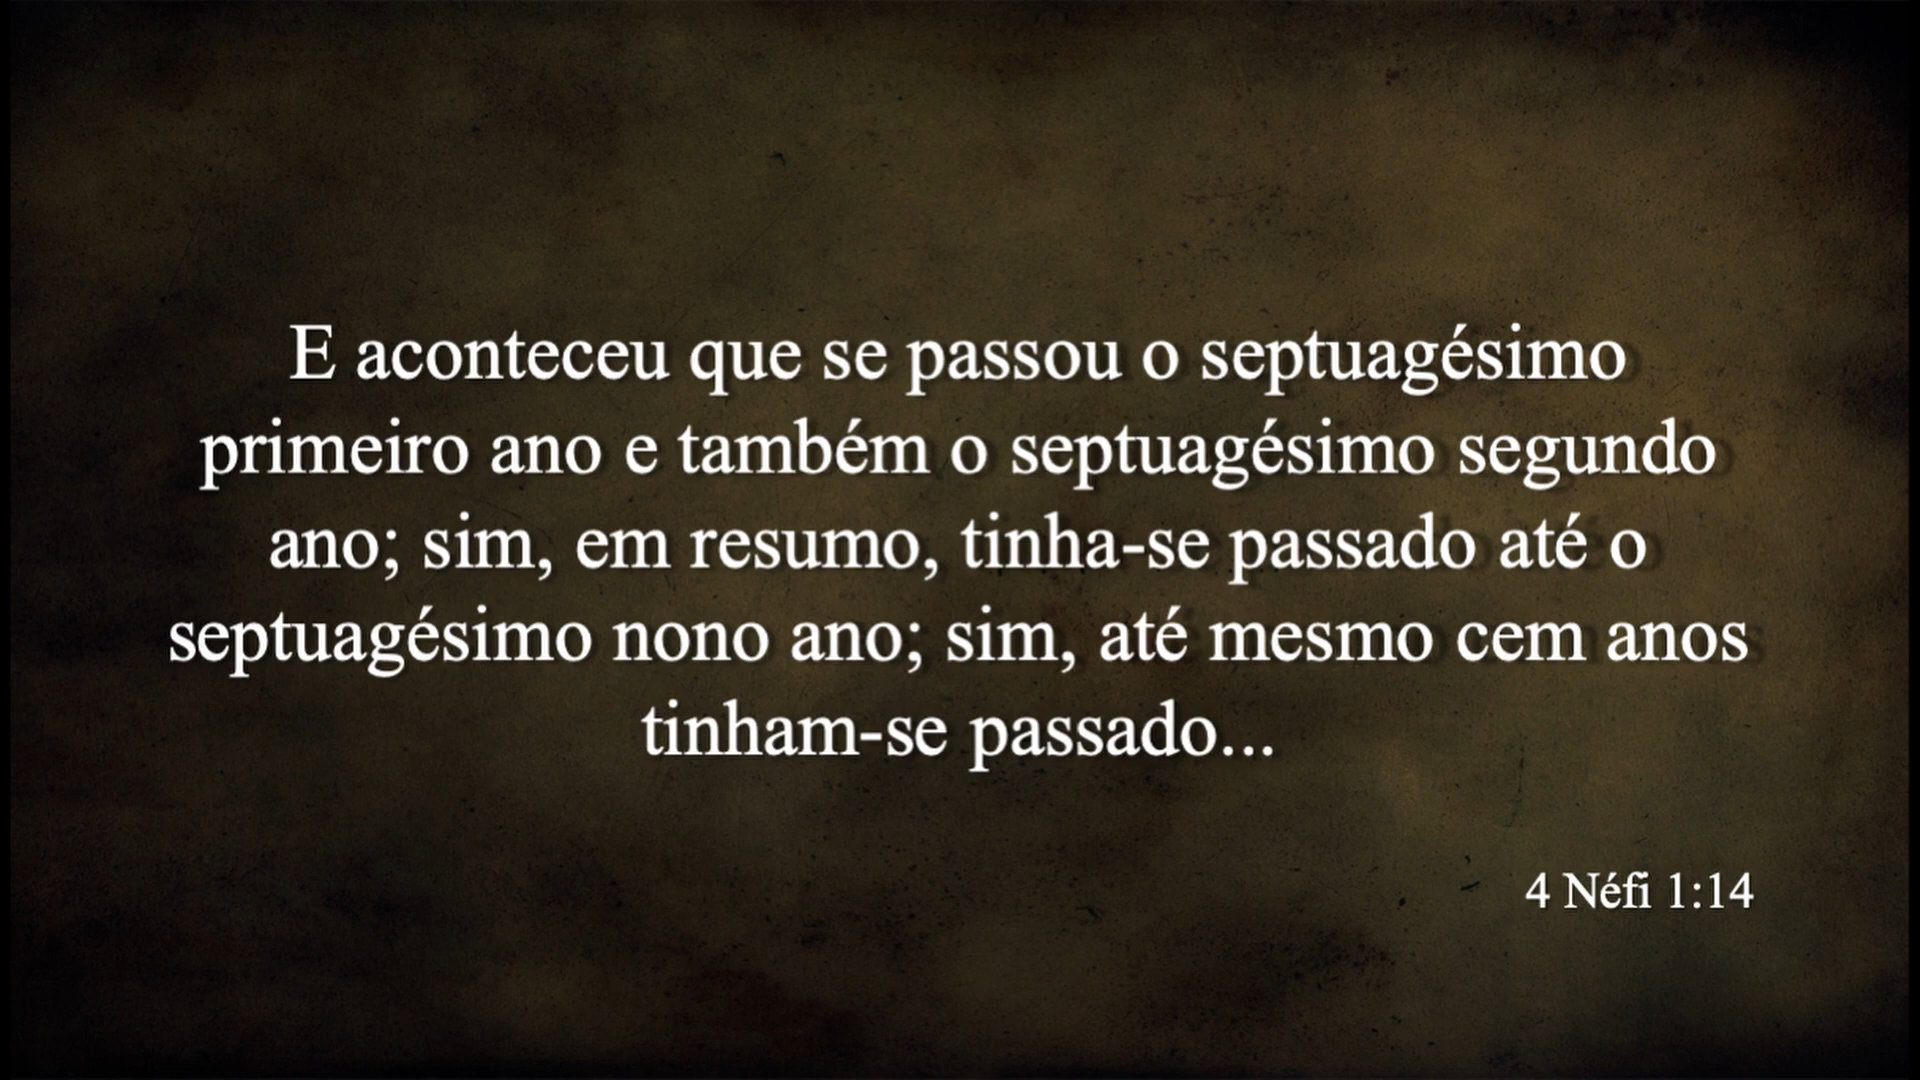 E aconteceu que se passou o septuagésimo
primeiro ano e também o septuagésimo segundo
ano; sim, em resumo, tinha-se passado até o
septuagésimo nono ano; sim, até mesmo cem anos
tinham-se passado...
4 Néfi 1:14